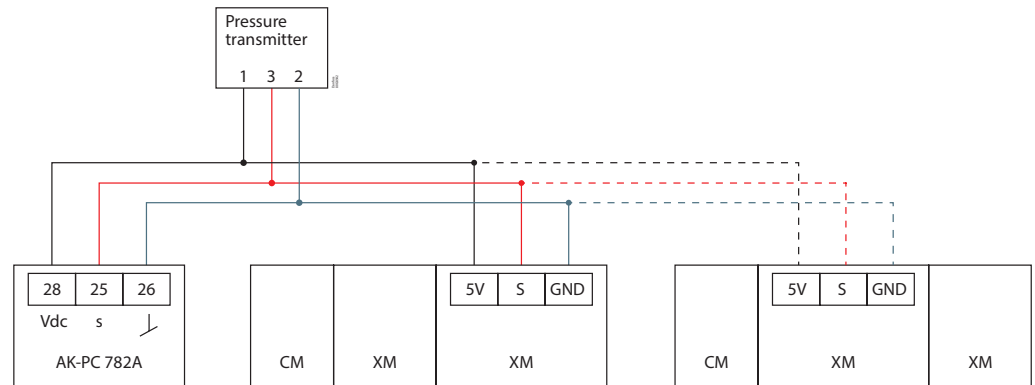 Pressure
transmitter
1 3 2
28 25 26 5V S GND 5V S GND
Vdc s
AK-PC 782A CM XM XM CM XM XM